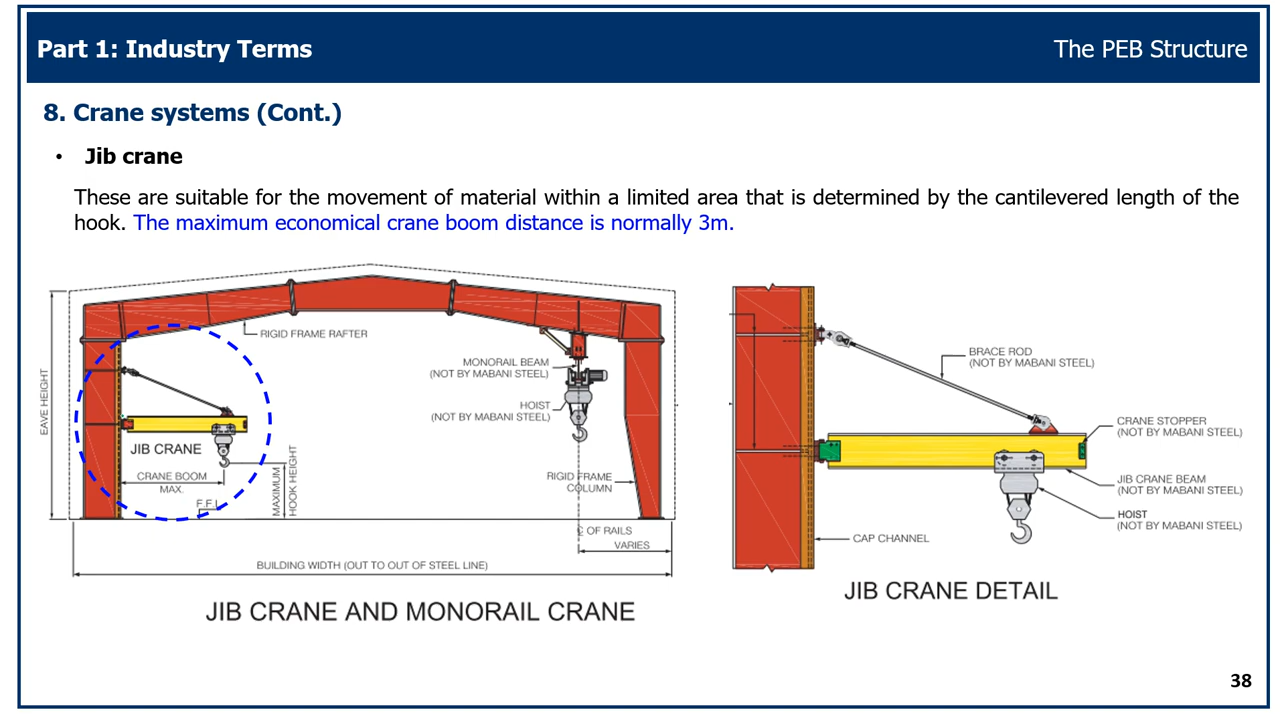 Part 1: Industry Terms
The PEB Structure
8. Crane systems (Cont.)
• Jib crane
These are suitable for the movement of material within a limited area that is determined by the cantilevered length of the
hook. The maximum economical crane boom distance is normally 3m.
RIGID FRAME RAFTER
MONORAIL BEAM
(NOT BY MABANI STEEL)
HOIST
(NOT BY MABANI STEEL)
EAVE HEIGHT
JIB CRANE
CRANE BOOM
MAX.
MAXIMUM
HOOK HEIGHT
F.F.L
RIGID FRAME
COLUMN
℄ OF RAILS
VARIES
BUILDING WIDTH (OUT TO OUT OF STEEL LINE)
JIB CRANE AND MONORAIL CRANE
BRACE ROD
(NOT BY MABANI STEEL)
CRANE STOPPER
(NOT BY MABANI STEEL)
JIB CRANE BEAM
(NOT BY MABANI STEEL)
HOIST
(NOT BY MABANI STEEL)
CAP CHANNEL
JIB CRANE DETAIL
38